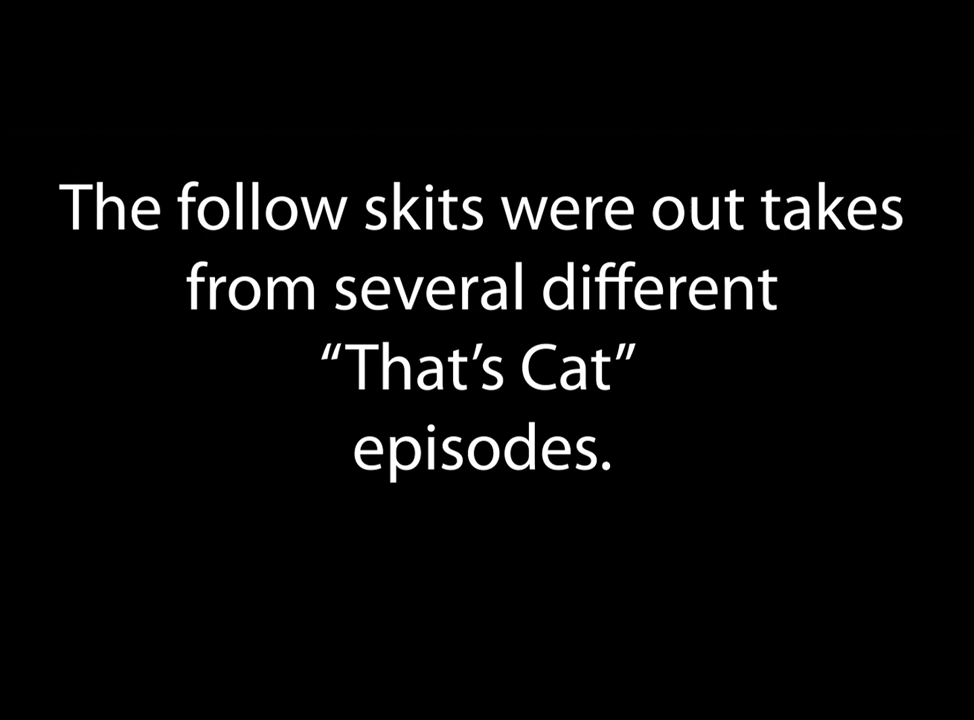 The follow skits were out takes
from several different
“That’s Cat”
episodes.